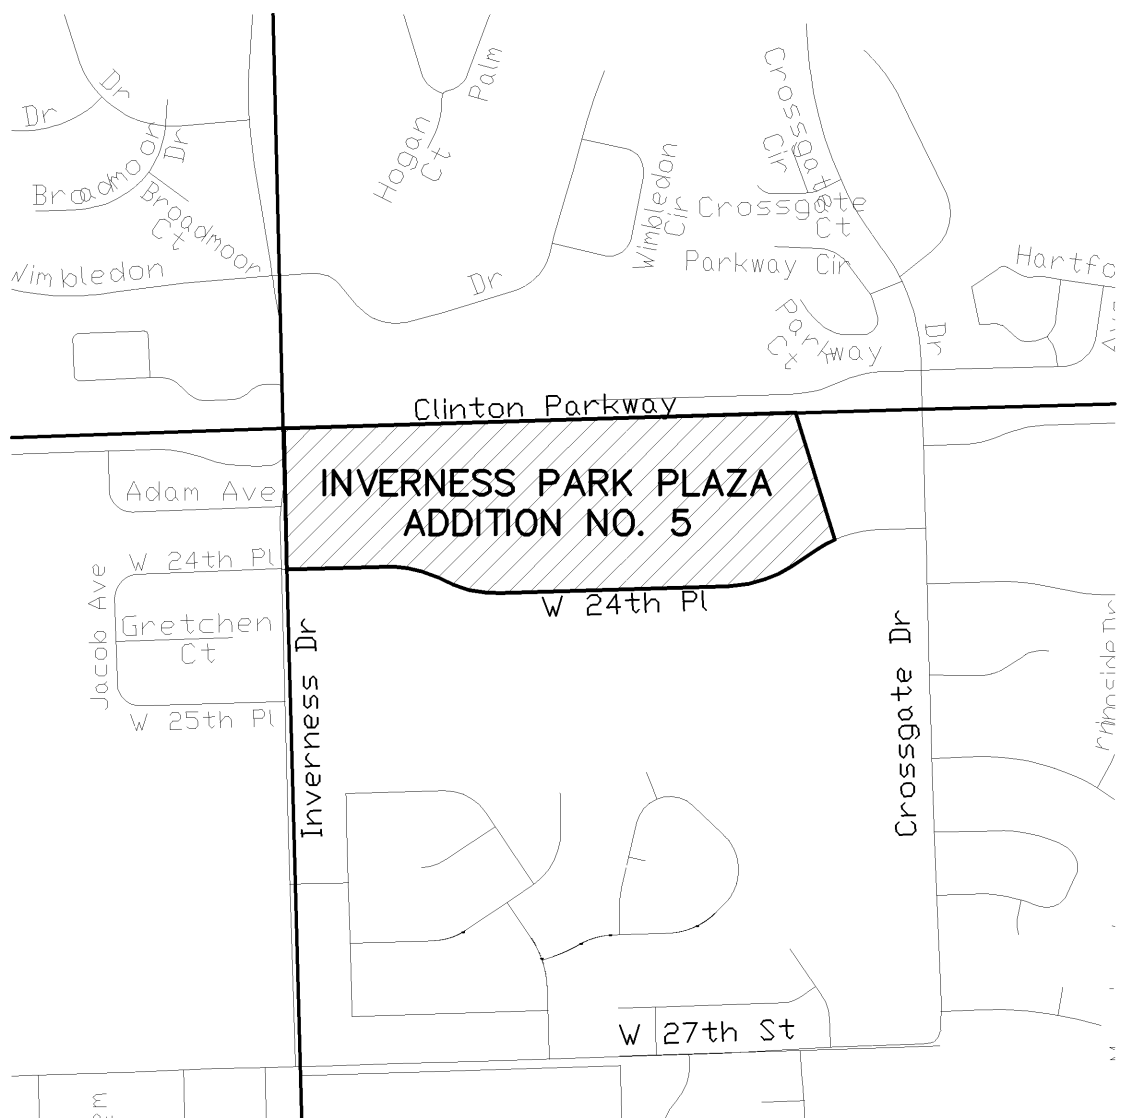 Dr
Dr
Palm
Crossgate
Cir
Hogan
Ct
Broadmoor
Dr
Broadmoor
Ct
Wimbledon
Cir
Crossgate
Ct
Wimbledon
Dr
Parkway Cir
Hartfo
Parkway
Ct
Dr
Clinton Parkway
INVERNESS PARK PLAZA
ADDITION NO. 5
Adam Ave
W 24th Pl
W 24th Pl
Jacob Ave
Gretchen
Ct
W 25th Pl
Inverness Dr
Crossgate Dr
W 27th St